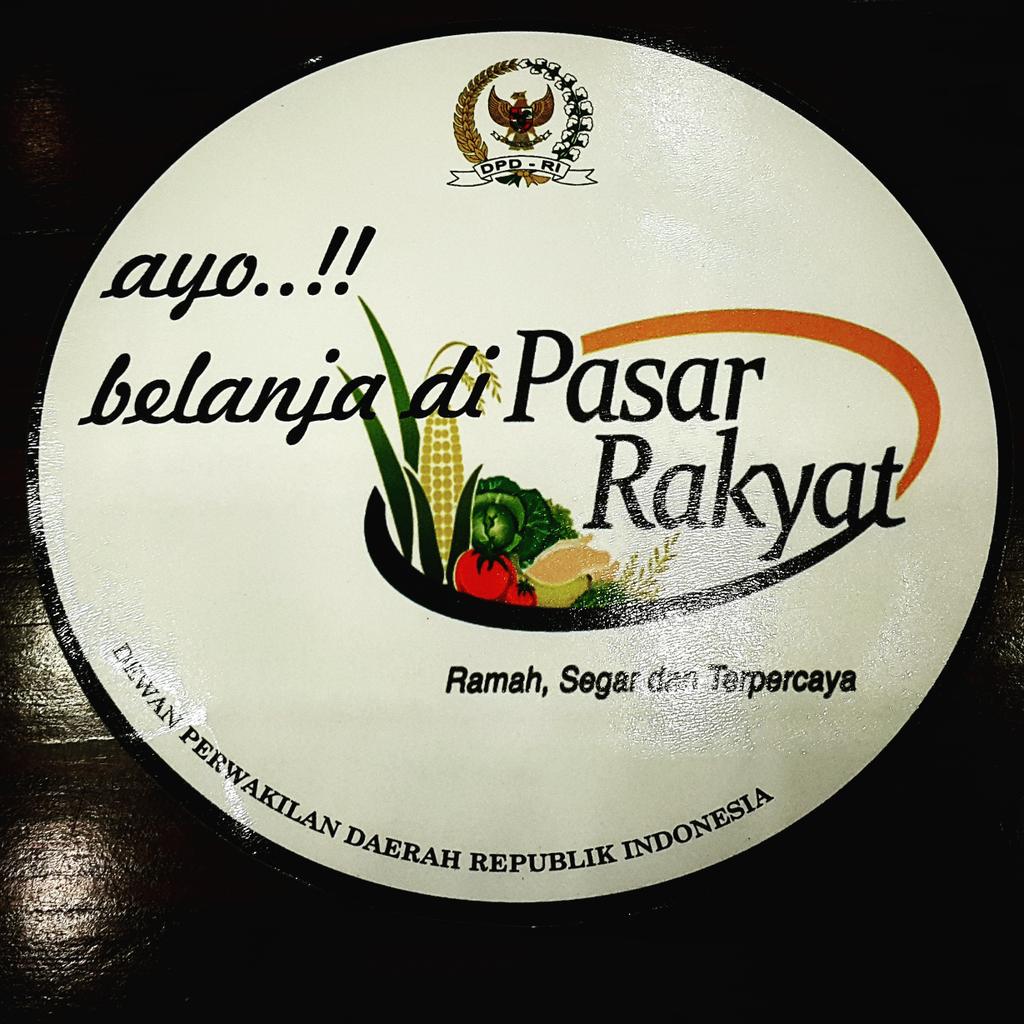 DPD - RI
ayo..!!
belanja di Pasar
Rakyat
Ramah, Segar dan Terpercaya
DEWAN PERWAKILAN DAERAH REPUBLIK INDONESIA